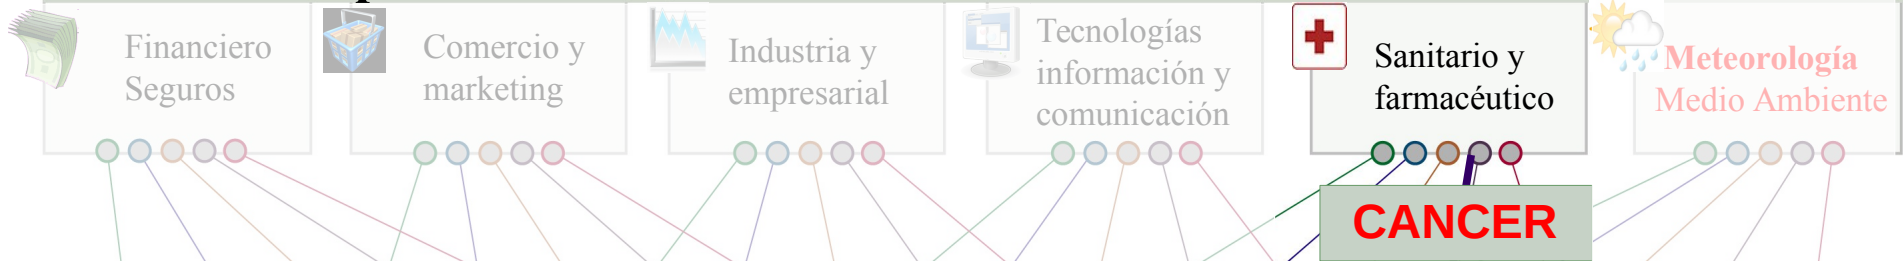 Financiero
Seguros
Comercio y
marketing
Industria y
empresarial
Tecnologías
información y
comunicación
Sanitario y
farmacéutico
Meteorología
Medio Ambiente
CANCER